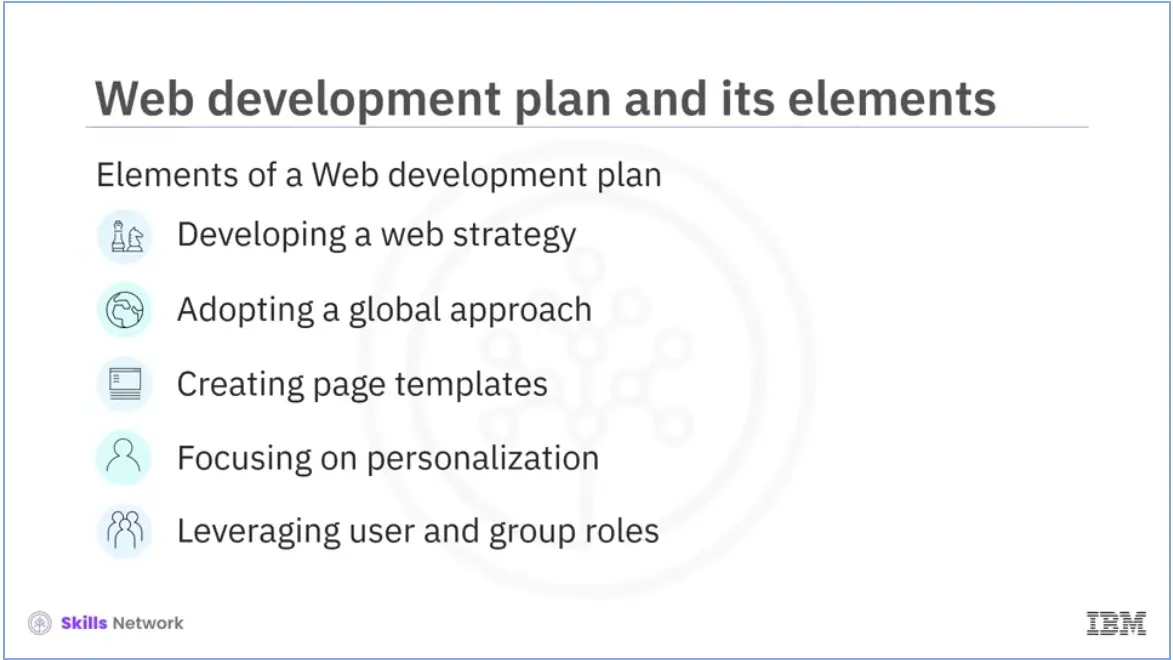 Web development plan and its elements
Elements of a Web development plan
Developing a web strategy
Adopting a global approach
Creating page templates
Focusing on personalization
Leveraging user and group roles
Skills Network
IBM